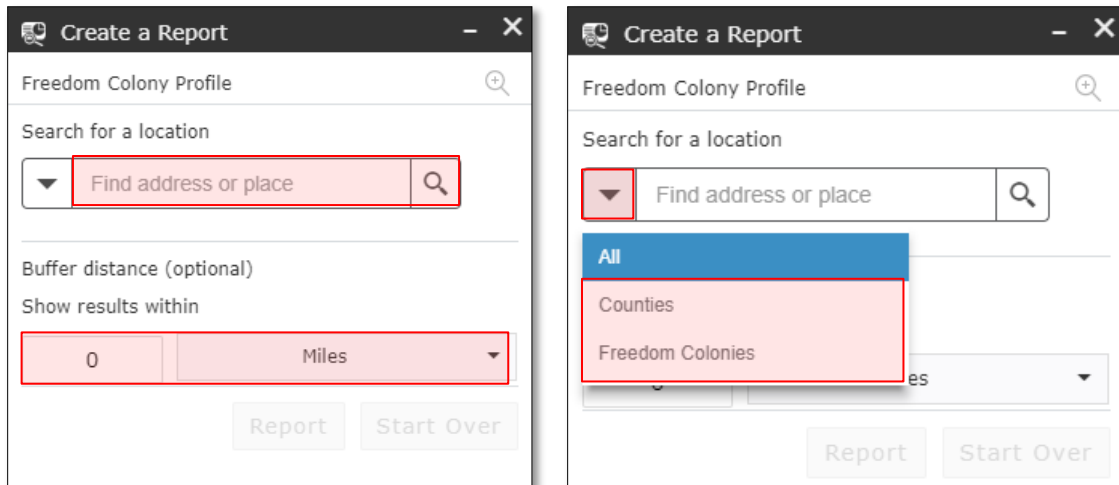 Create a Report
Freedom Colony Profile
Search for a location
Find address or place
Buffer distance (optional)
Show results within
0 Miles
Report Start Over
Create a Report
Freedom Colony Profile
Search for a location
Find address or place
All
Counties
Freedom Colonies
es
Report Start Over